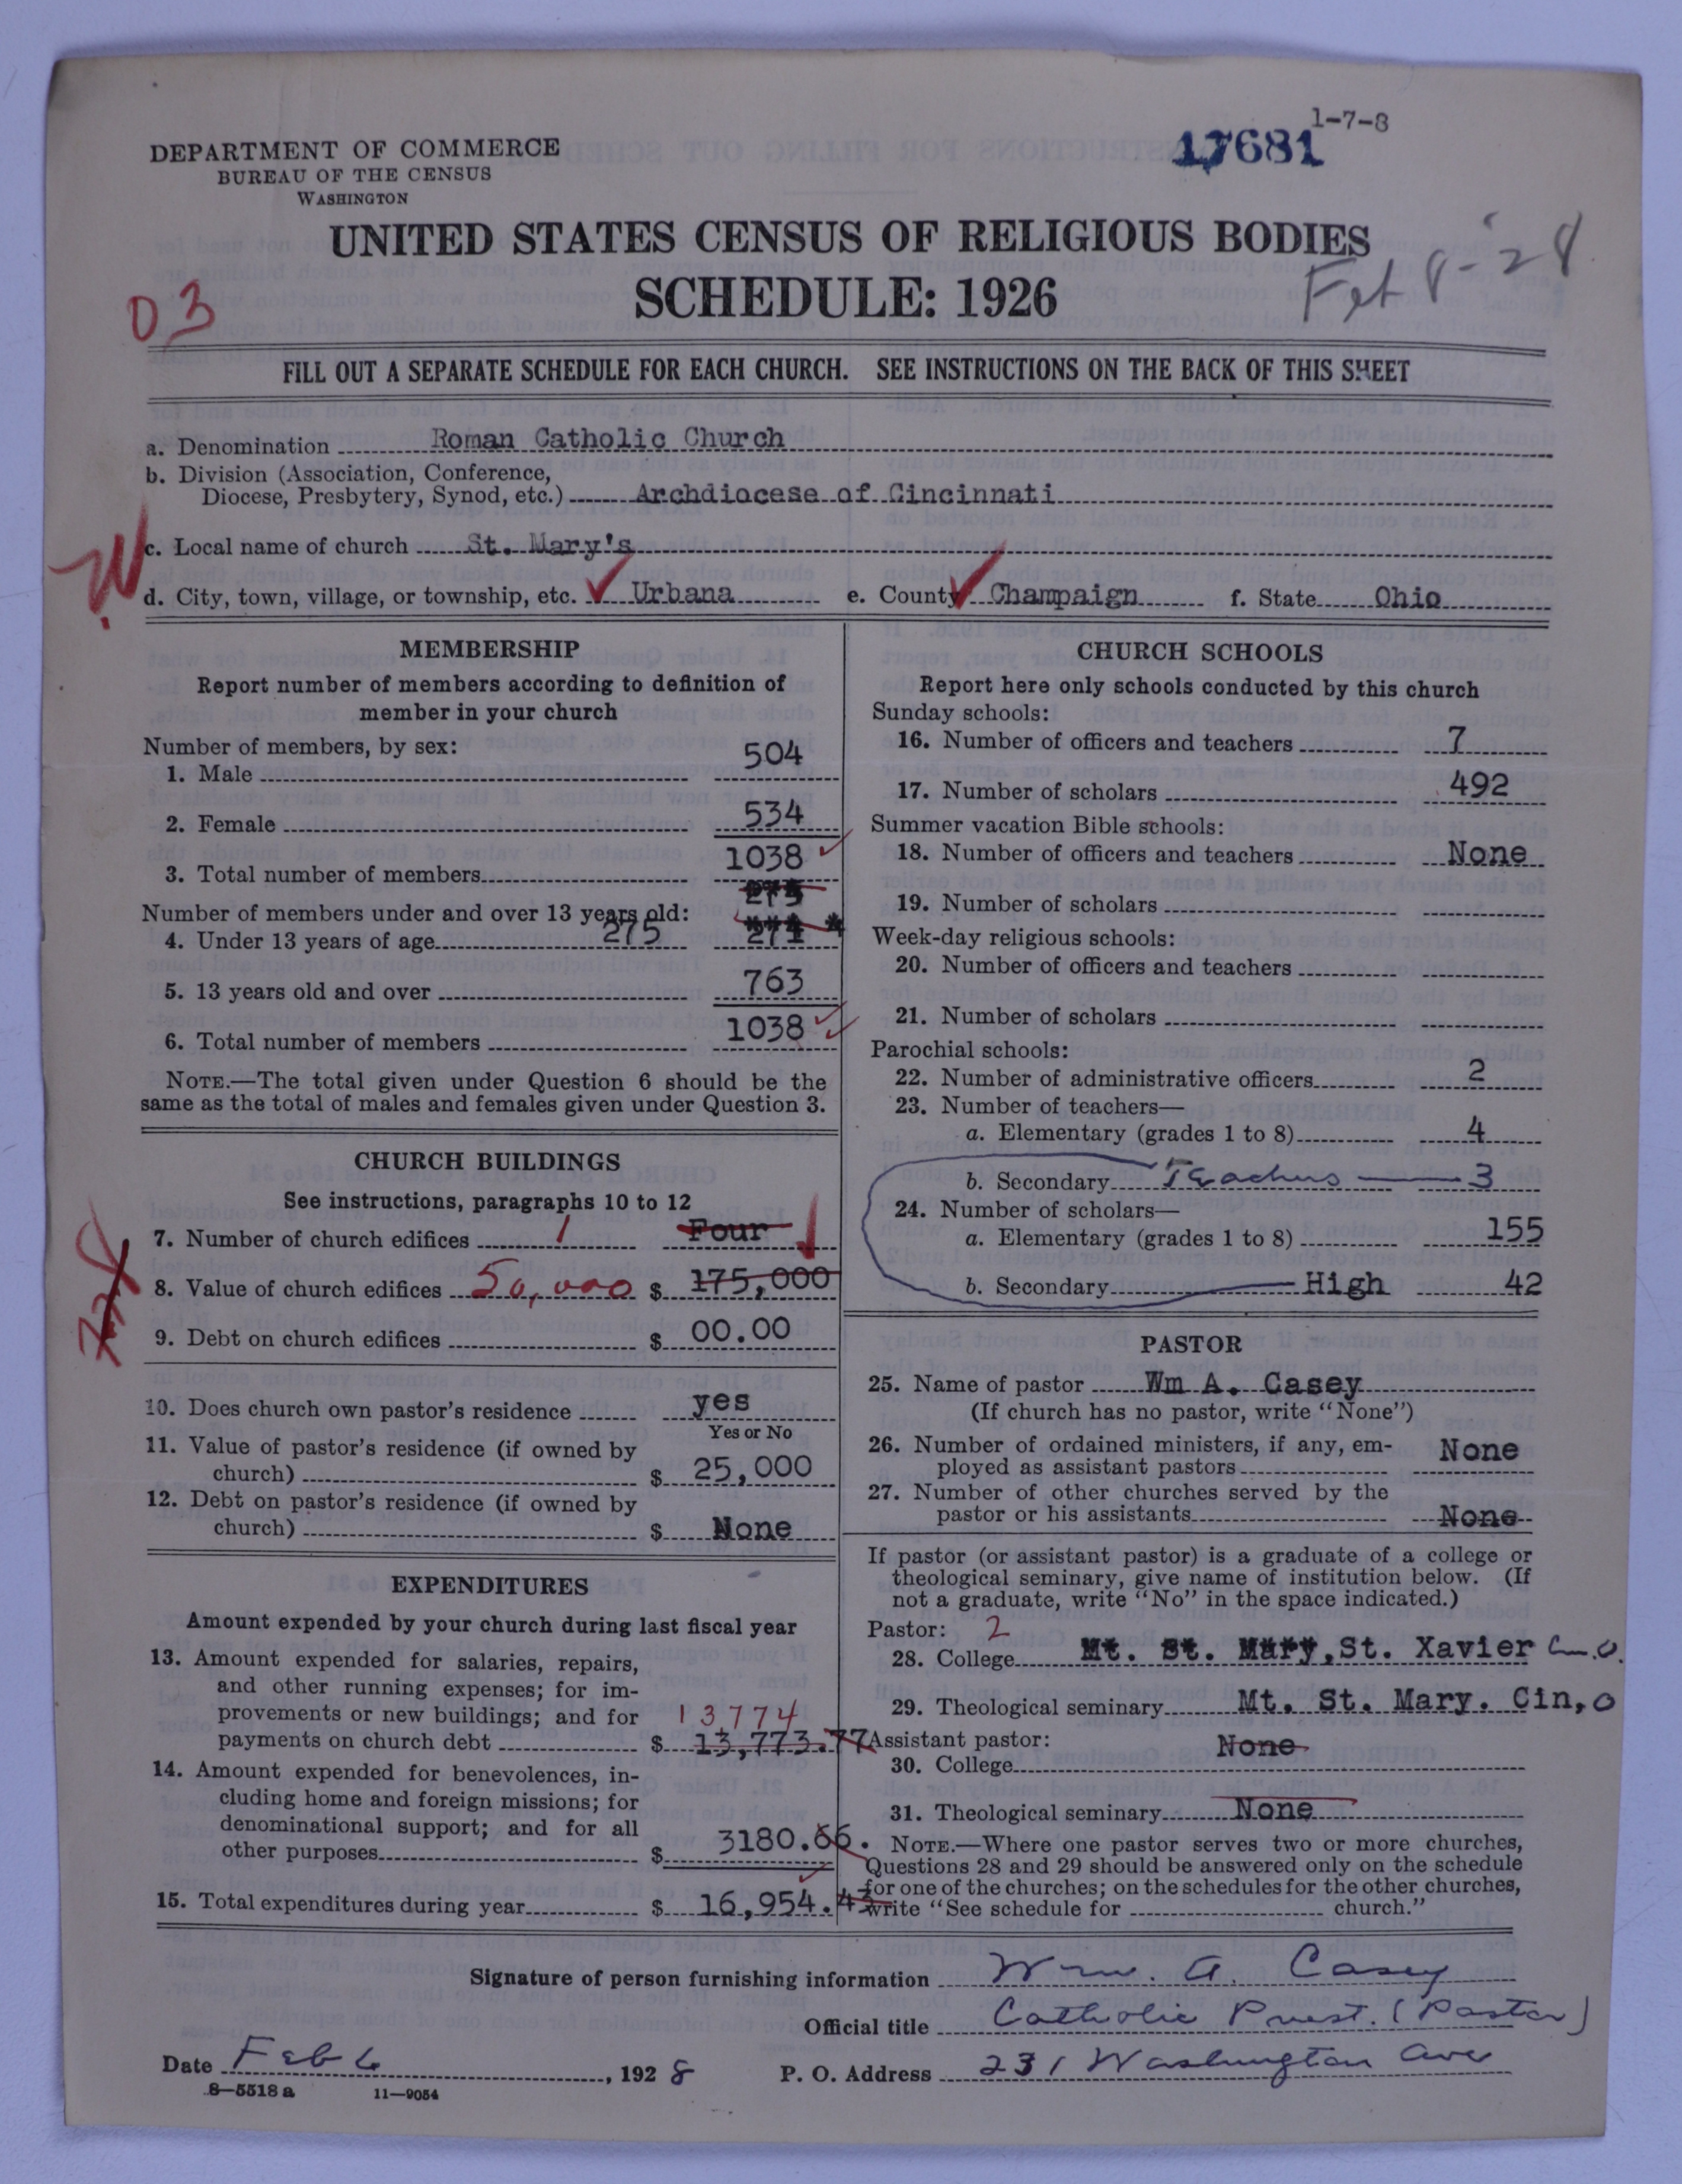 1-7-8
17681
DEPARTMENT OF COMMERCE
BUREAU OF THE CENSUS
WASHINGTON
UNITED STATES CENSUS OF RELIGIOUS BODIES
SCHEDULE: 1926
Feb 8-28
03
FILL OUT A SEPARATE SCHEDULE FOR EACH CHURCH. SEE INSTRUCTIONS ON THE BACK OF THIS SHEET
a. Denomination Roman Catholic Church
b. Division (Association, Conference,
Diocese, Presbytery, Synod, etc.) Archdiocese of Cincinnati
c. Local name of church St. Mary's
d. City, town, village, or township, etc. Urbana e. County Champaign f. State Ohio
MEMBERSHIP
Report number of members according to definition of
member in your church
Number of members, by sex:
1. Male 504
2. Female 534
3. Total number of members 1038
Number of members under and over 13 years old:
4. Under 13 years of age 275 271
5. 13 years old and over 763
6. Total number of members 1038
NOTE.—The total given under Question 6 should be the
same as the total of males and females given under Question 3.
CHURCH BUILDINGS
See instructions, paragraphs 10 to 12
7. Number of church edifices 1 Four
8. Value of church edifices 50,000 $ 175,000
9. Debt on church edifices $ 00.00
10. Does church own pastor's residence yes
Yes or No
11. Value of pastor's residence (if owned by
church) $ 25,000
12. Debt on pastor's residence (if owned by
church) $ None
EXPENDITURES
Amount expended by your church during last fiscal year
13. Amount expended for salaries, repairs,
and other running expenses; for im-
provements or new buildings; and for 13,774
payments on church debt $ 13,773.77
14. Amount expended for benevolences, in-
cluding home and foreign missions; for
denominational support; and for all
other purposes $ 3180.66.
15. Total expenditures during year $ 16,954.43
CHURCH SCHOOLS
Report here only schools conducted by this church
Sunday schools:
16. Number of officers and teachers 7
17. Number of scholars 492
Summer vacation Bible schools:
18. Number of officers and teachers None
19. Number of scholars
Week-day religious schools:
20. Number of officers and teachers
21. Number of scholars
Parochial schools:
22. Number of administrative officers 2
23. Number of teachers—
a. Elementary (grades 1 to 8) 4
b. Secondary Teachers — 3
24. Number of scholars—
a. Elementary (grades 1 to 8) 155
b. Secondary High 42
PASTOR
25. Name of pastor Wm A. Casey
(If church has no pastor, write "None")
26. Number of ordained ministers, if any, em-
ployed as assistant pastors None
27. Number of other churches served by the
pastor or his assistants None
If pastor (or assistant pastor) is a graduate of a college or
theological seminary, give name of institution below. (If
not a graduate, write "No" in the space indicated.)
Pastor: 2
28. College Mt. St. Mary, St. Xavier Cin. O.
29. Theological seminary Mt. St. Mary. Cin, O
Assistant pastor:
30. College None
31. Theological seminary None
NOTE.—Where one pastor serves two or more churches,
Questions 28 and 29 should be answered only on the schedule
for one of the churches; on the schedules for the other churches,
write "See schedule for church."
Signature of person furnishing information Wm. A. Casey
Official title Catholic Priest. (Pastor)
Date Feb 6, 1928 P. O. Address 231 Washington Ave
8—5518 a 11—9054